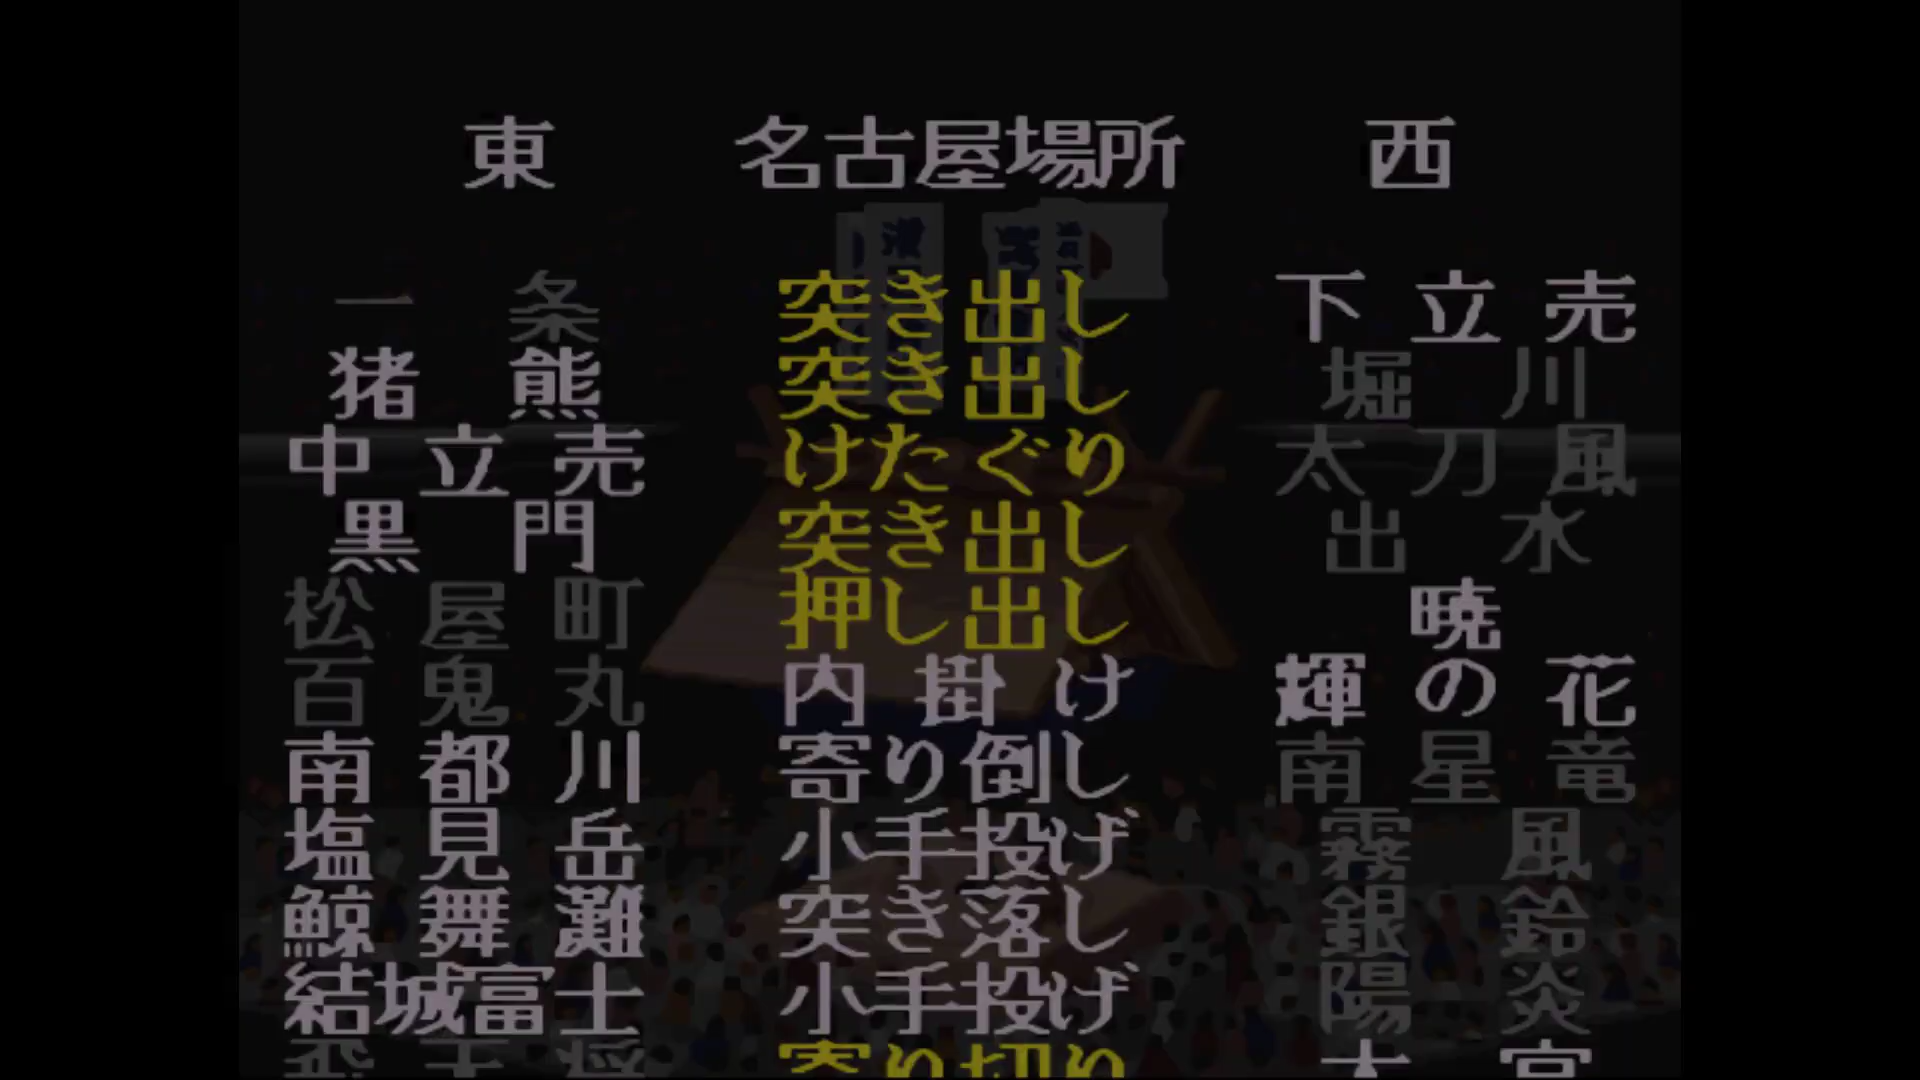 東 名古屋場所 西
一条 突き出し 下立売
猪熊 突き出し 堀川
中立売 けたぐり 太刀風
黒門 突き出し 出水
松屋町 押し出し 暁
百鬼丸 内掛け 輝の花
南都川 寄り倒し 南星竜
塩見岳 小手投げ 霧風
鯨舞灘 突き落し 銀鈴
結城富士 小手投げ 陽炎
寄り切り